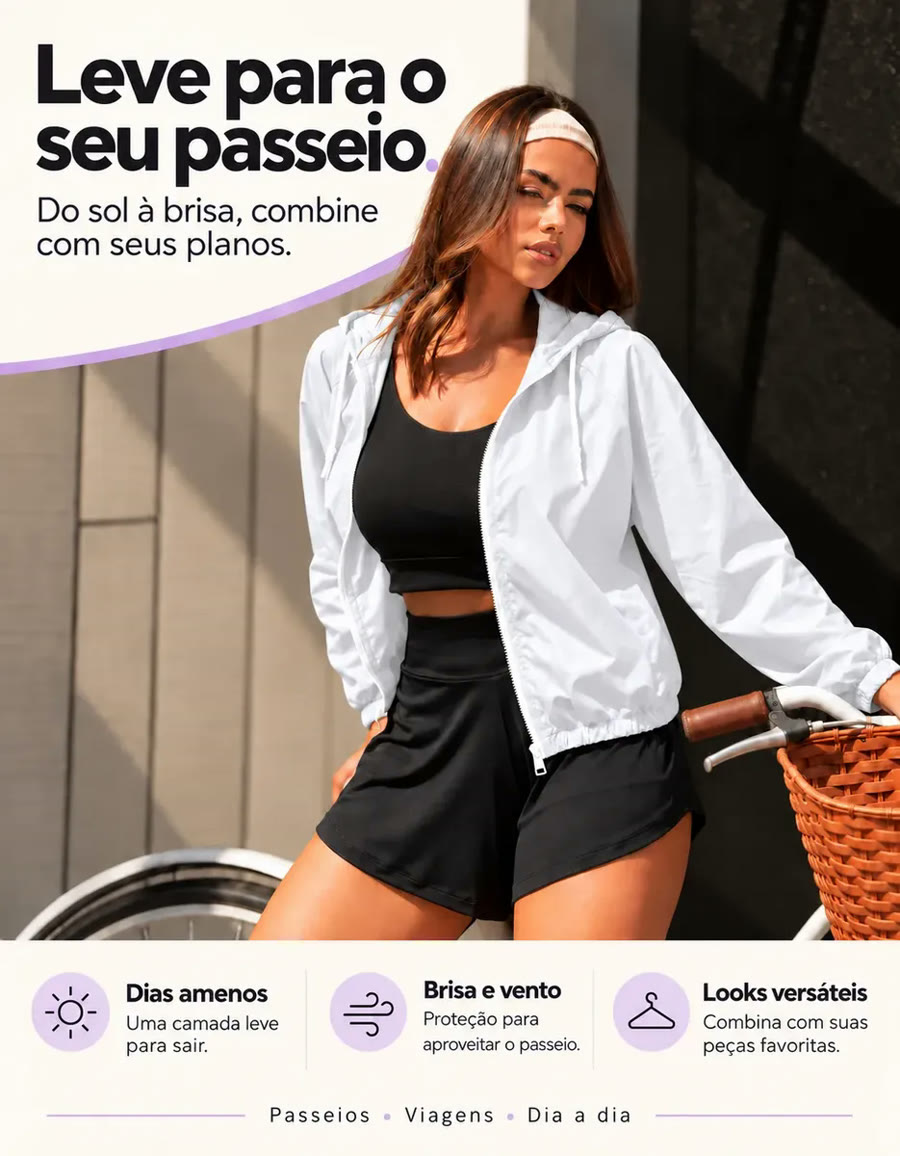 Leve para o
seu passeio.
Do sol à brisa, combine
com seus planos.
Dias amenos
Uma camada leve
para sair.
Brisa e vento
Proteção para
aproveitar o passeio.
Looks versáteis
Combina com suas
peças favoritas.
Passeios • Viagens • Dia a dia